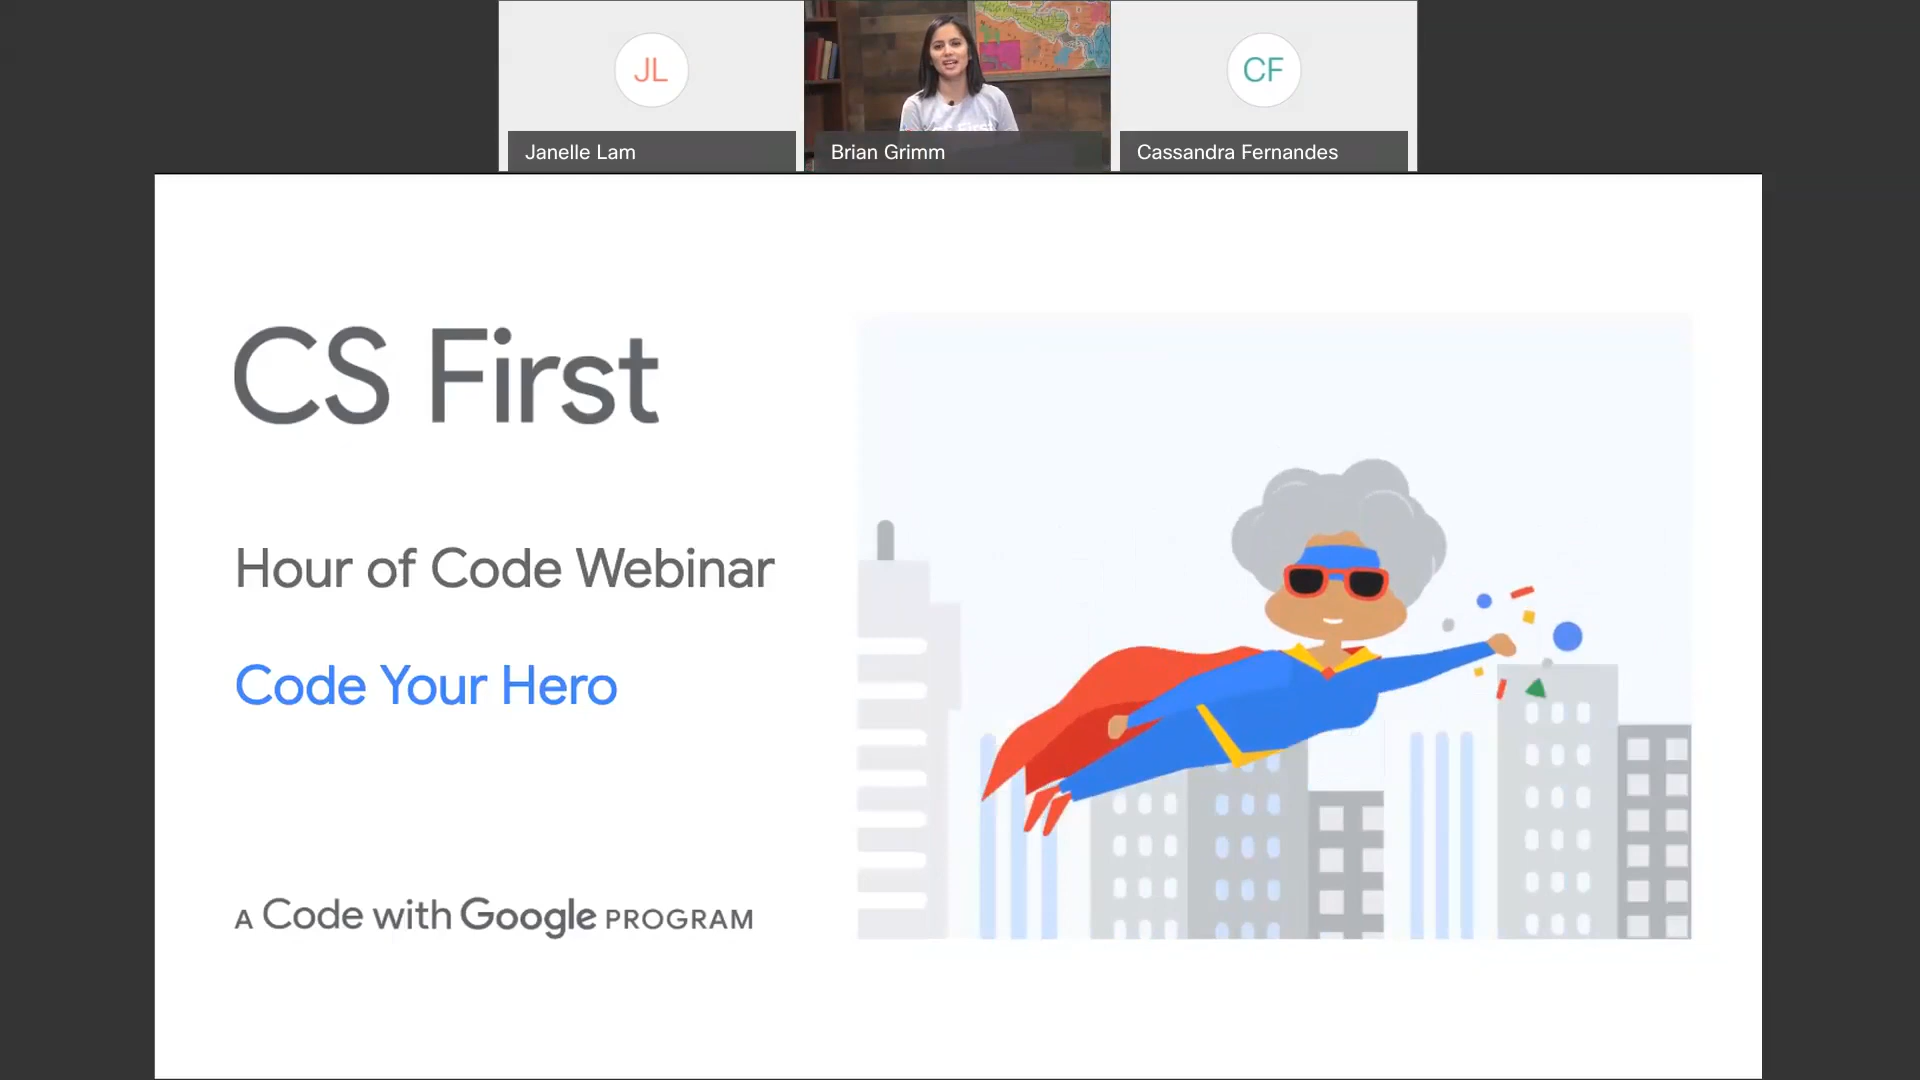 JL
CF
Janelle Lam
Brian Grimm
Cassandra Fernandes
CS First
Hour of Code Webinar
Code Your Hero
A Code with Google PROGRAM